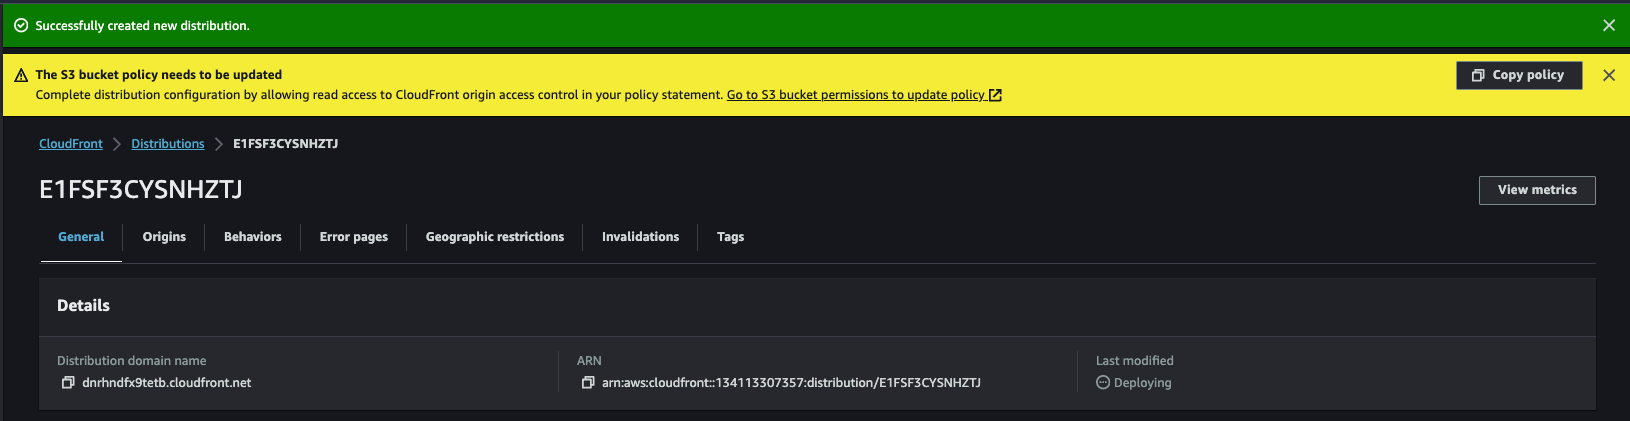 Successfully created new distribution.
The S3 bucket policy needs to be updated
Copy policy
Complete distribution configuration by allowing read access to CloudFront origin access control in your policy statement. Go to S3 bucket permissions to update policy
CloudFront > Distributions > E1FSF3CYSNHZTJ
E1FSF3CYSNHZTJ
View metrics
General Origins Behaviors Error pages Geographic restrictions Invalidations Tags
Details
Distribution domain name
dnrhndfx9tetb.cloudfront.net
ARN
arn:aws:cloudfront::134113307357:distribution/E1FSF3CYSNHZTJ
Last modified
Deploying